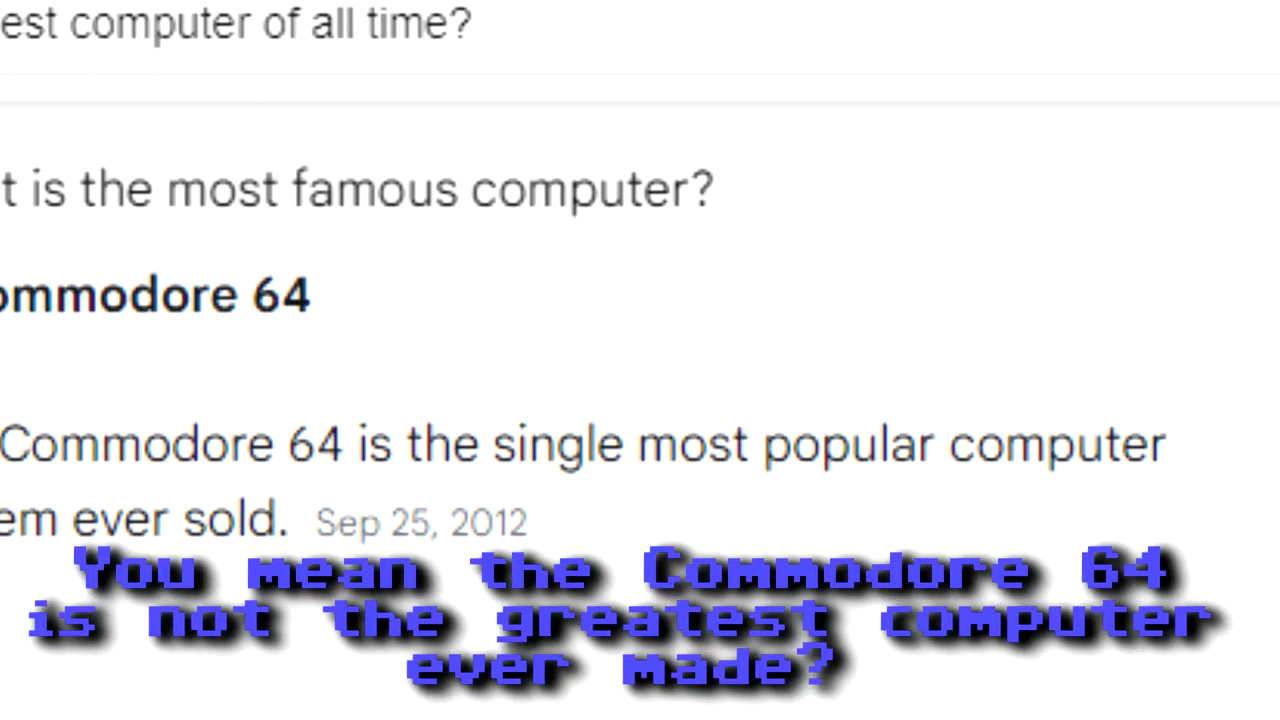 est computer of all time?
t is the most famous computer?
ommodore 64
Commodore 64 is the single most popular computer
em ever sold. Sep 25, 2012
You mean the Commodore 64
is not the greatest computer
ever made?